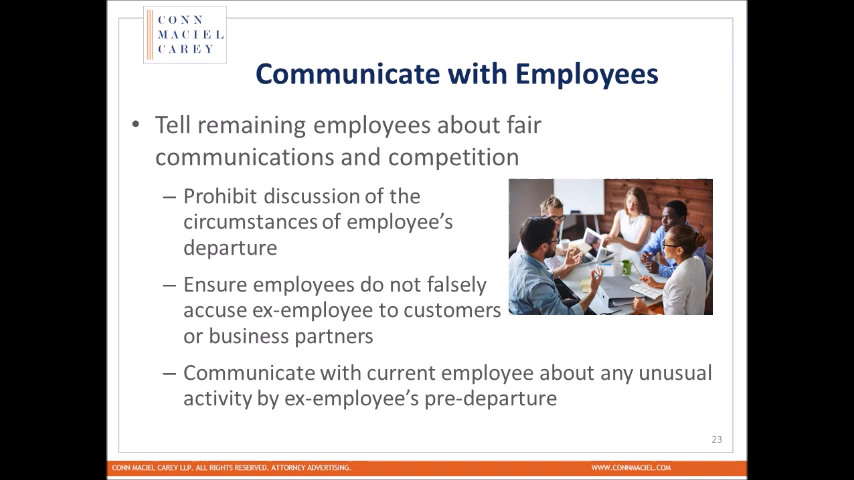 CONN
MACIEL
CAREY
Communicate with Employees
• Tell remaining employees about fair
communications and competition
– Prohibit discussion of the
circumstances of employee’s
departure
– Ensure employees do not falsely
accuse ex-employee to customers
or business partners
– Communicate with current employee about any unusual
activity by ex-employee’s pre-departure
23
CONN MACIEL CAREY LLP. ALL RIGHTS RESERVED. ATTORNEY ADVERTISING.
WWW.CONNMACIEL.COM